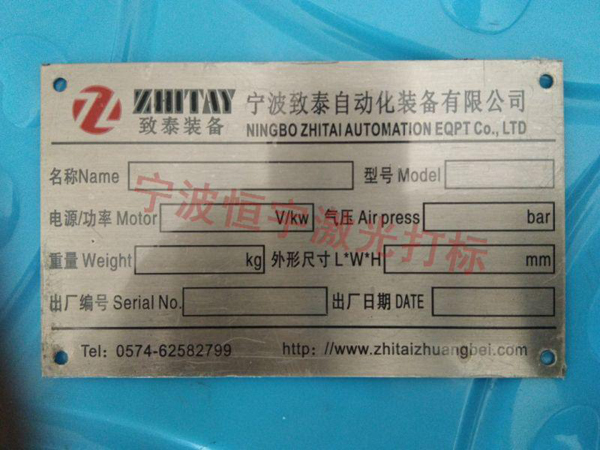 ZHITAY
致泰装备
宁波致泰自动化装备有限公司
NINGBO ZHITAI AUTOMATION EQPT Co., LTD
名称Name 型号 Model
电源/功率 Motor V/kw 气压 Air press bar
重量 Weight kg 外形尺寸 L*W*H mm
出厂编号 Serial No. 出厂日期 DATE
宁波恒宁激光打标
Tel: 0574-62582799 http: //www.zhitaizhuangbei.com